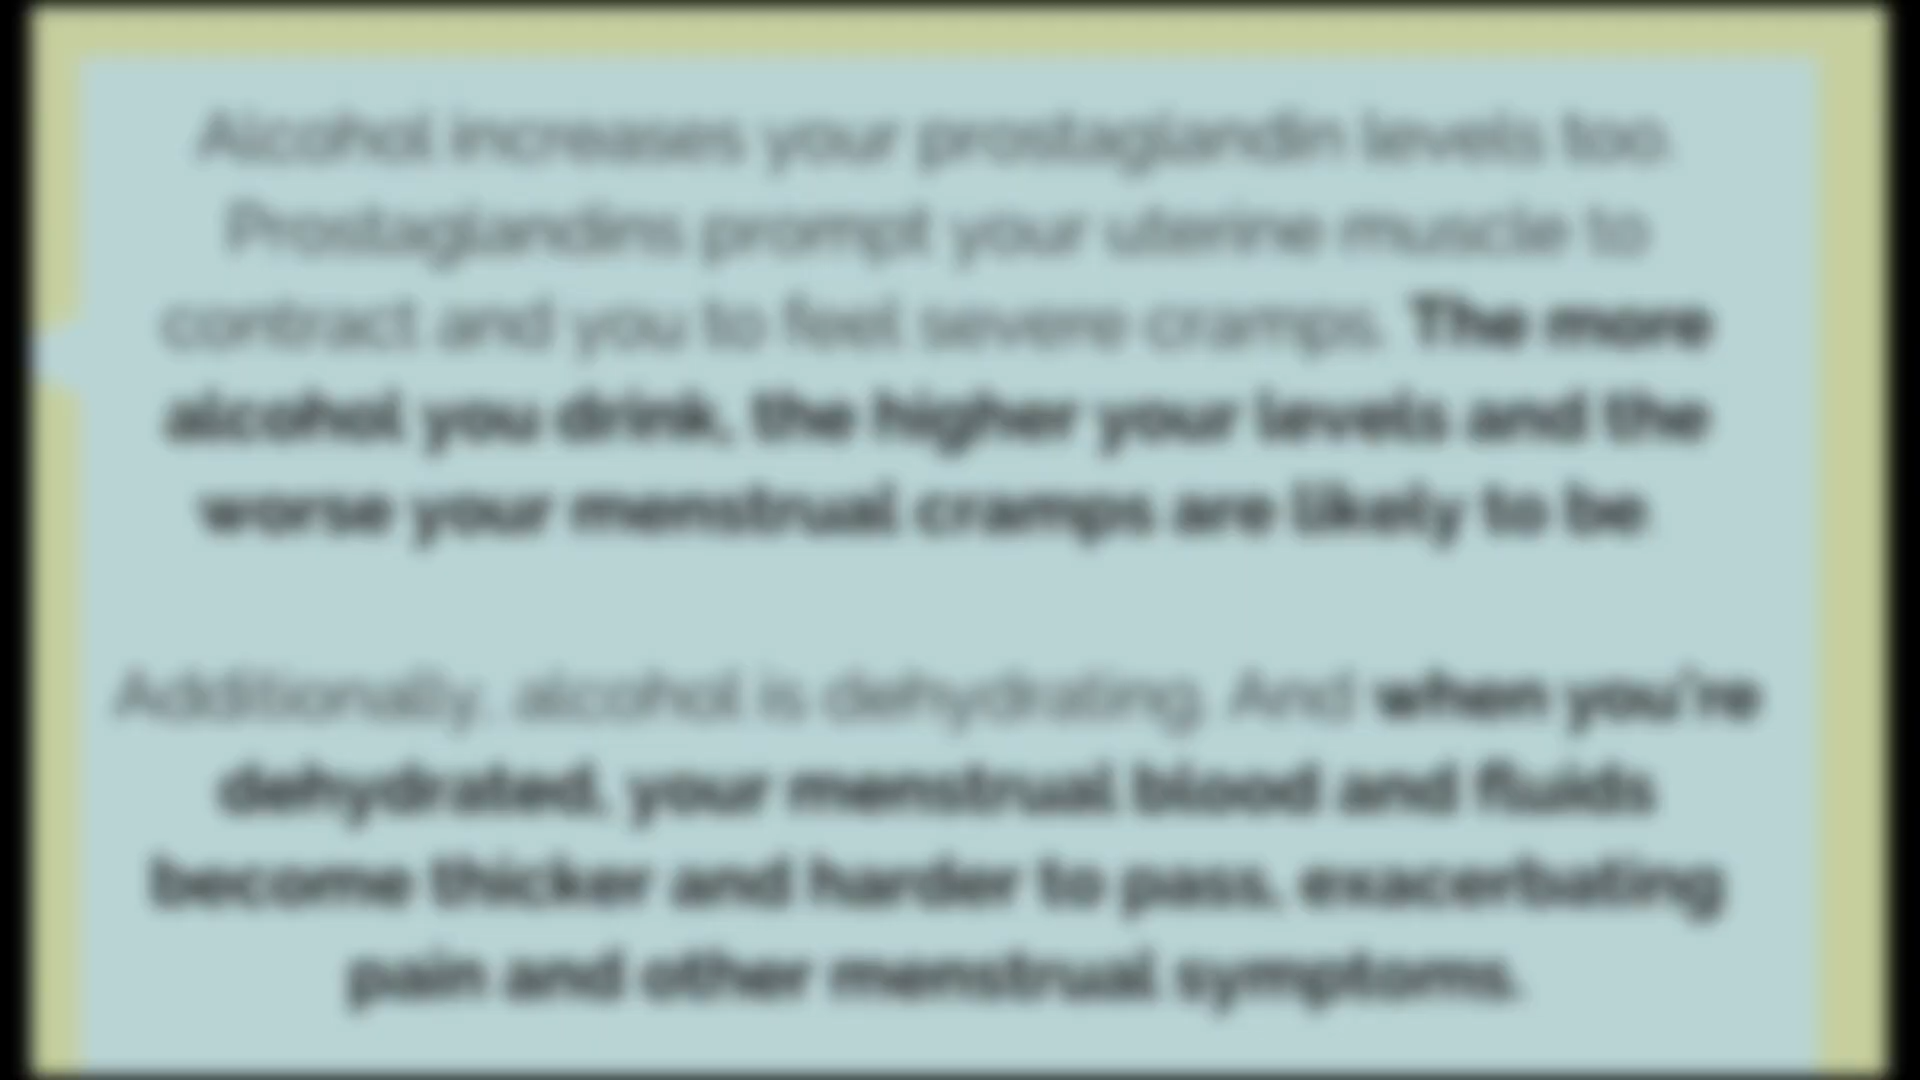 Alcohol increases your prostaglandin levels too.
Prostaglandins prompt your uterine muscle to
contract and you to feel severe cramps. The more
alcohol you drink, the higher your levels and the
worse your menstrual cramps are likely to be
Additionally, alcohol is dehydrating. And when you're
dehydrated, your menstrual blood and fluids
become thicker and harder to pass, exacerbating
pain and other menstrual symptoms.